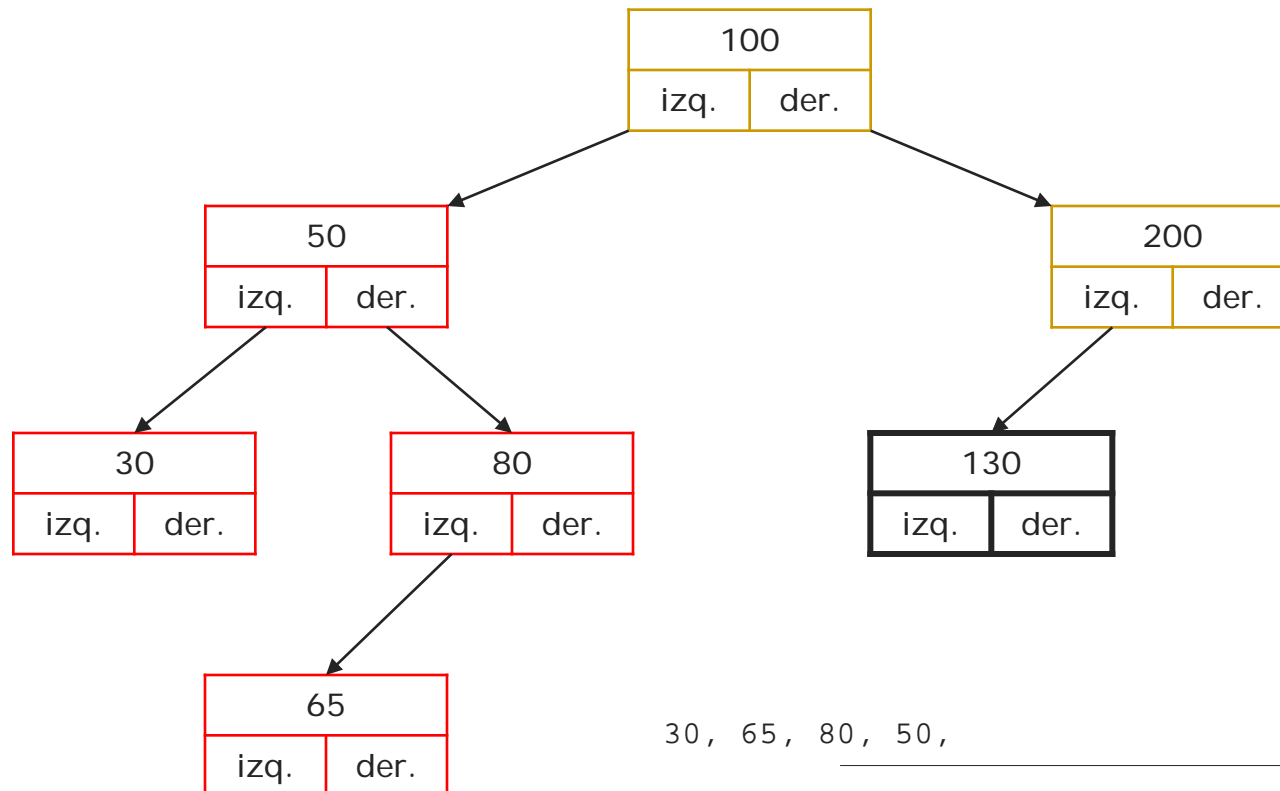 100
izq. der.
50
200
izq. der.
izq. der.
30
80
130
izq. der.
izq. der.
izq. der.
65
izq. der.
30, 65, 80, 50,